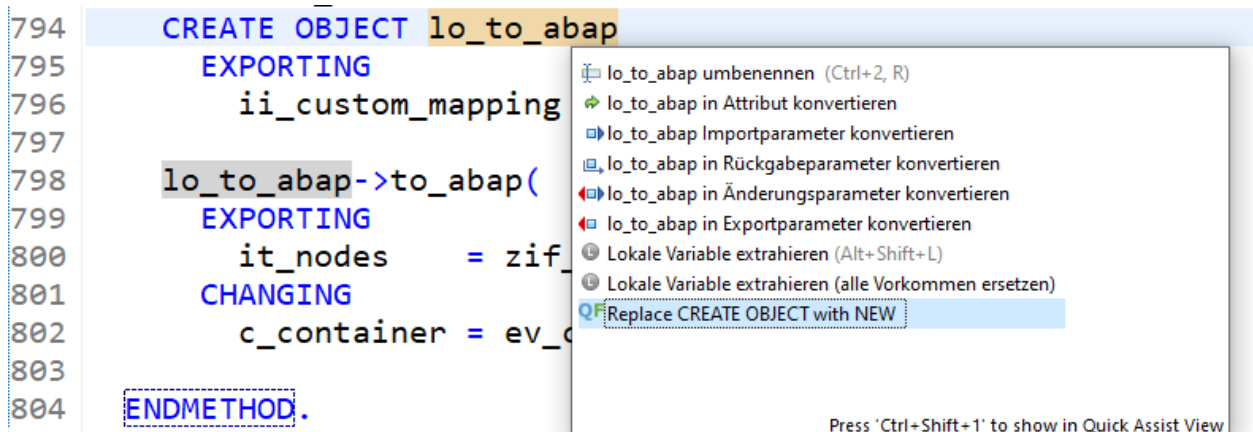 794 CREATE OBJECT lo_to_abap
795 EXPORTING
796 ii_custom_mapping
797
798 lo_to_abap->to_abap(
799 EXPORTING
800 it_nodes = zif_
801 CHANGING
802 c_container = ev_
803
804 ENDMETHOD.
lo_to_abap umbenennen (Ctrl+2, R)
lo_to_abap in Attribut konvertieren
lo_to_abap Importparameter konvertieren
lo_to_abap in Rückgabeparameter konvertieren
lo_to_abap in Änderungsparameter konvertieren
lo_to_abap in Exportparameter konvertieren
Lokale Variable extrahieren (Alt+Shift+L)
Lokale Variable extrahieren (alle Vorkommen ersetzen)
QF Replace CREATE OBJECT with NEW
Press 'Ctrl+Shift+1' to show in Quick Assist View